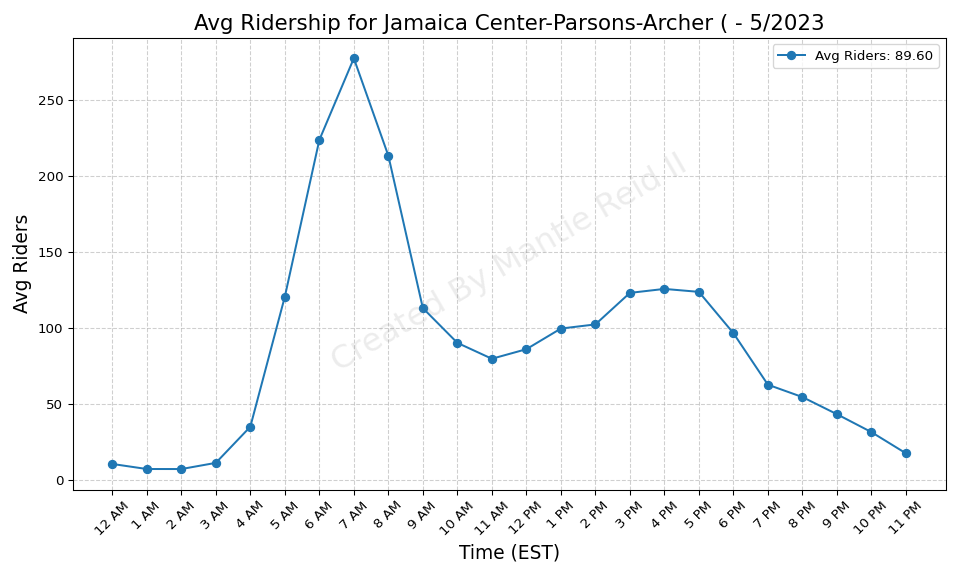 Avg Ridership for Jamaica Center-Parsons-Archer ( - 5/2023
Avg Riders: 89.60
Avg Riders
250
200
150
100
50
0
Created By Mantie Reid II
12 AM
1 AM
2 AM
3 AM
4 AM
5 AM
6 AM
7 AM
8 AM
9 AM
10 AM
11 AM
12 PM
1 PM
2 PM
3 PM
4 PM
5 PM
6 PM
7 PM
8 PM
9 PM
10 PM
11 PM
Time (EST)